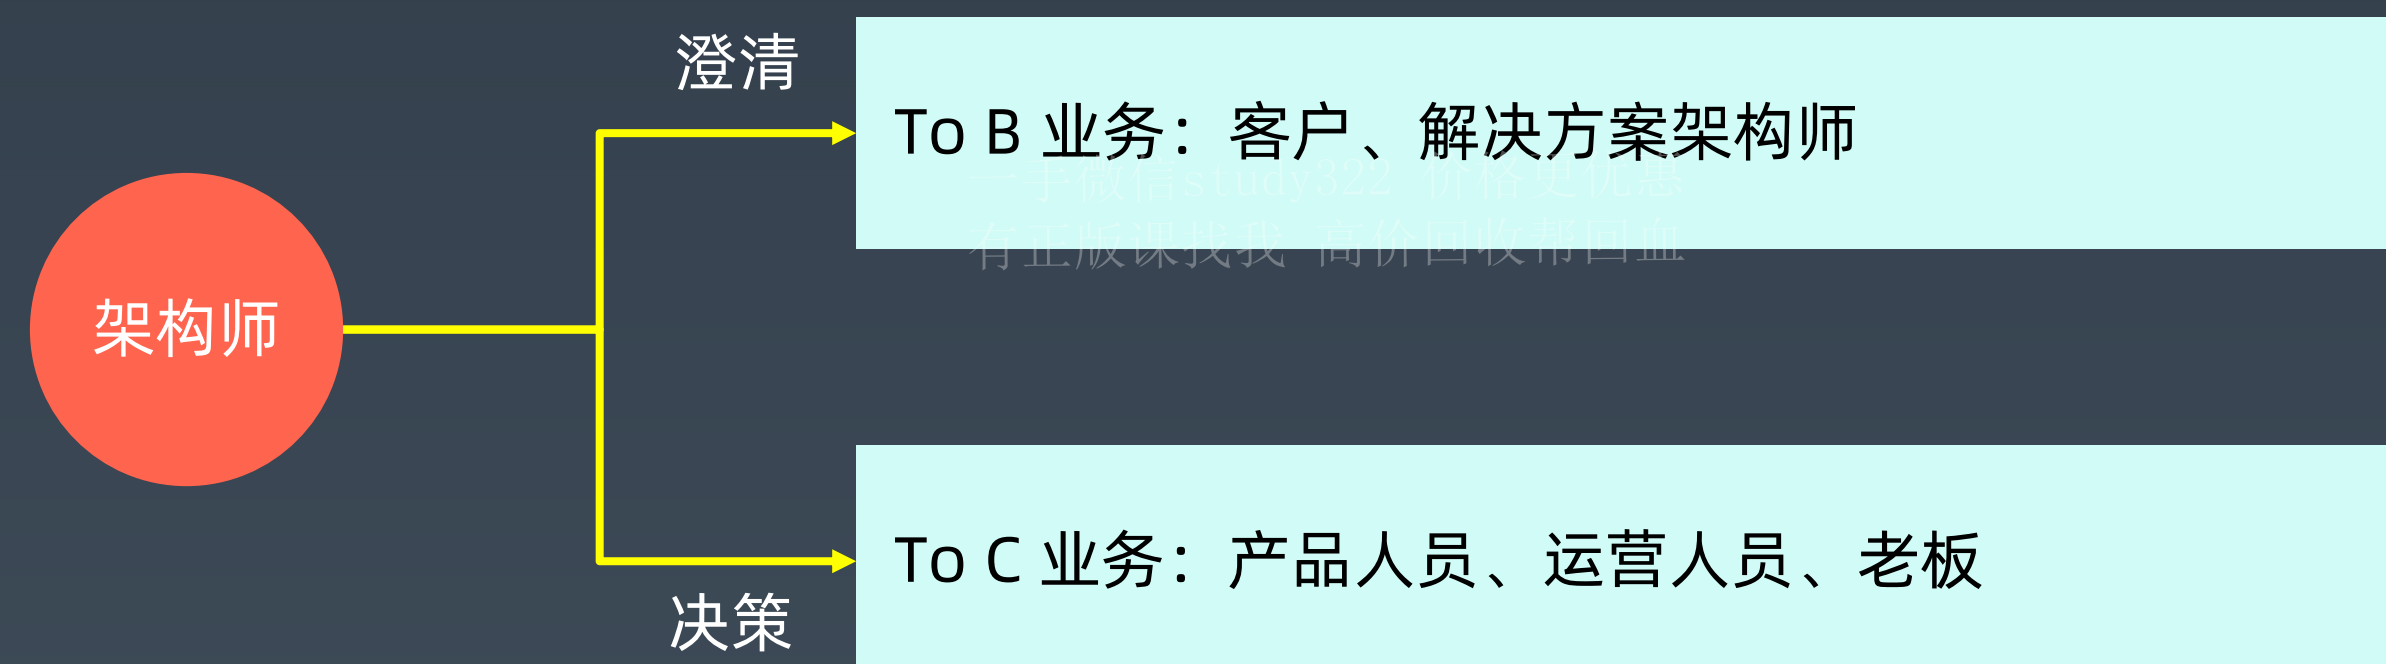 澄清
To B 业务：客户、解决方案架构师
一手微信study322 价格更优惠
有正版课找我 高价回收帮回血
架构师
To C 业务：产品人员、运营人员、老板
决策